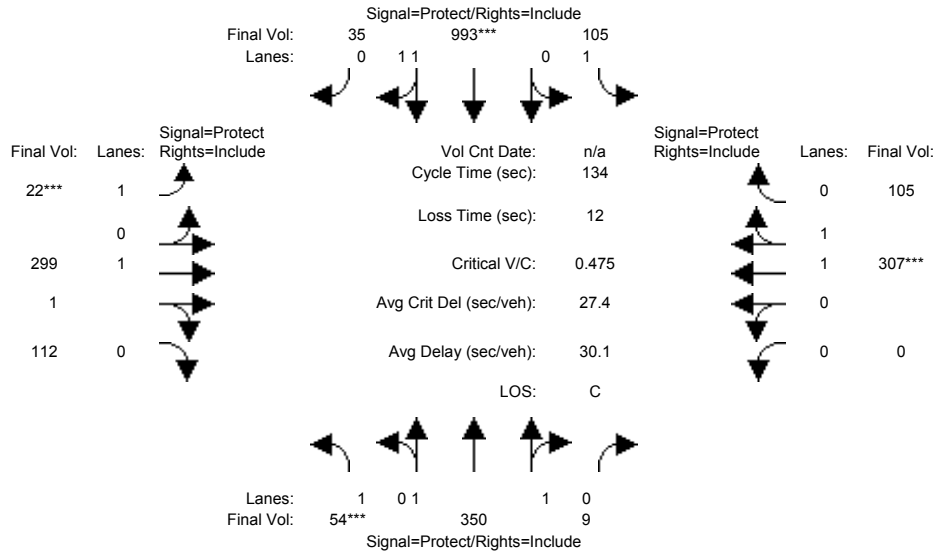 Signal=Protect/Rights=Include
Final Vol: 35 993*** 105
Lanes: 0 1 1 0 1
Signal=Protect Signal=Protect
Final Vol: Lanes: Rights=Include Vol Cnt Date: n/a Rights=Include Lanes: Final Vol:
Cycle Time (sec): 134
22*** 1 0 105
Loss Time (sec): 12
0 1
299 1 Critical V/C: 0.475 1 307***
1 Avg Crit Del (sec/veh): 27.4 0
112 0 Avg Delay (sec/veh): 30.1 0 0
LOS: C
Lanes: 1 0 1 1 0
Final Vol: 54*** 350 9
Signal=Protect/Rights=Include